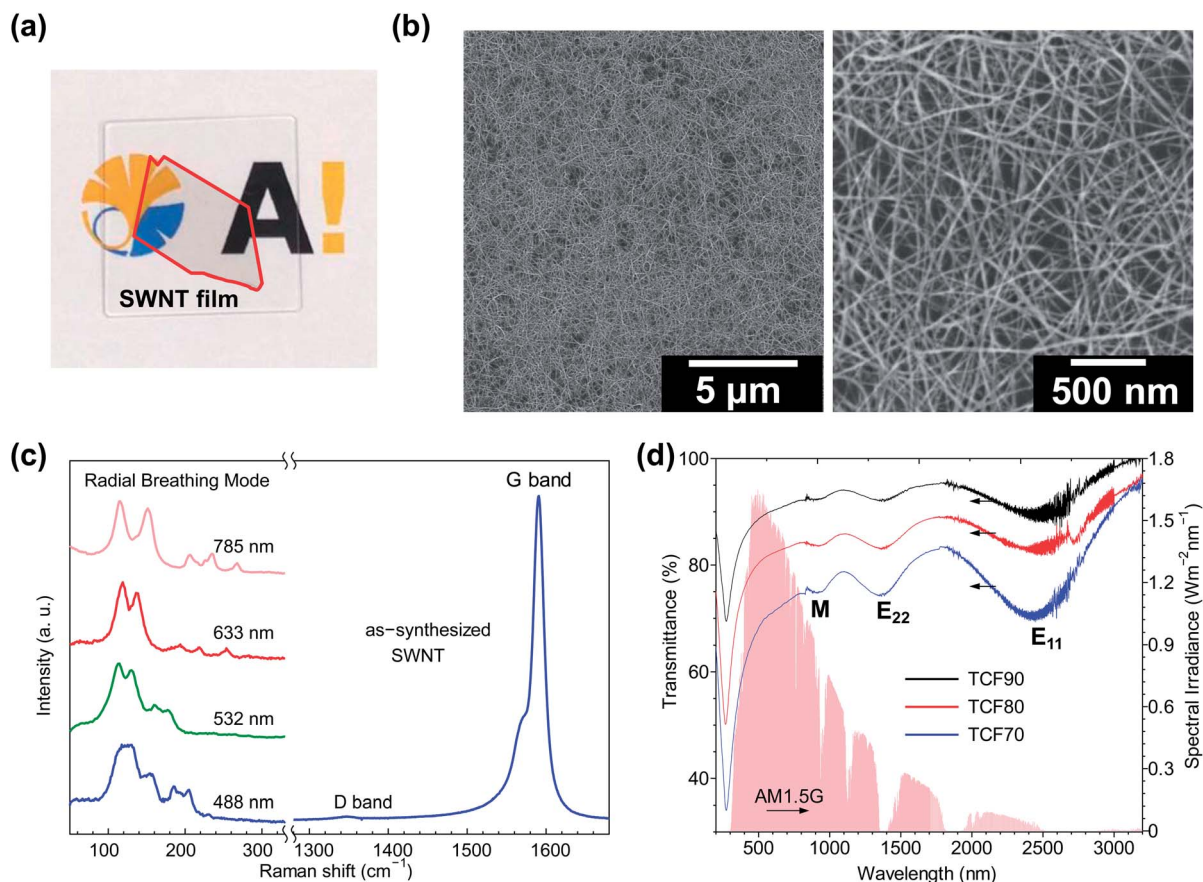 (a)
A!
SWNT film
(b)
5 µm
500 nm
(c)
Radial Breathing Mode
785 nm
633 nm
532 nm
488 nm
G band
as−synthesized
SWNT
D band
Intensity (a. u.)
100 200 300 1300 1400 1500 1600
Raman shift (cm−1)
(d)
100
90
80
70
60
50
40
Transmittance (%)
M
E22
E11
TCF90
TCF80
TCF70
AM1.5G
1.8
1.5
1.2
0.9
0.6
0.3
0
Spectral Irradiance (Wm−2nm−1)
500 1000 1500 2000 2500 3000
Wavelength (nm)